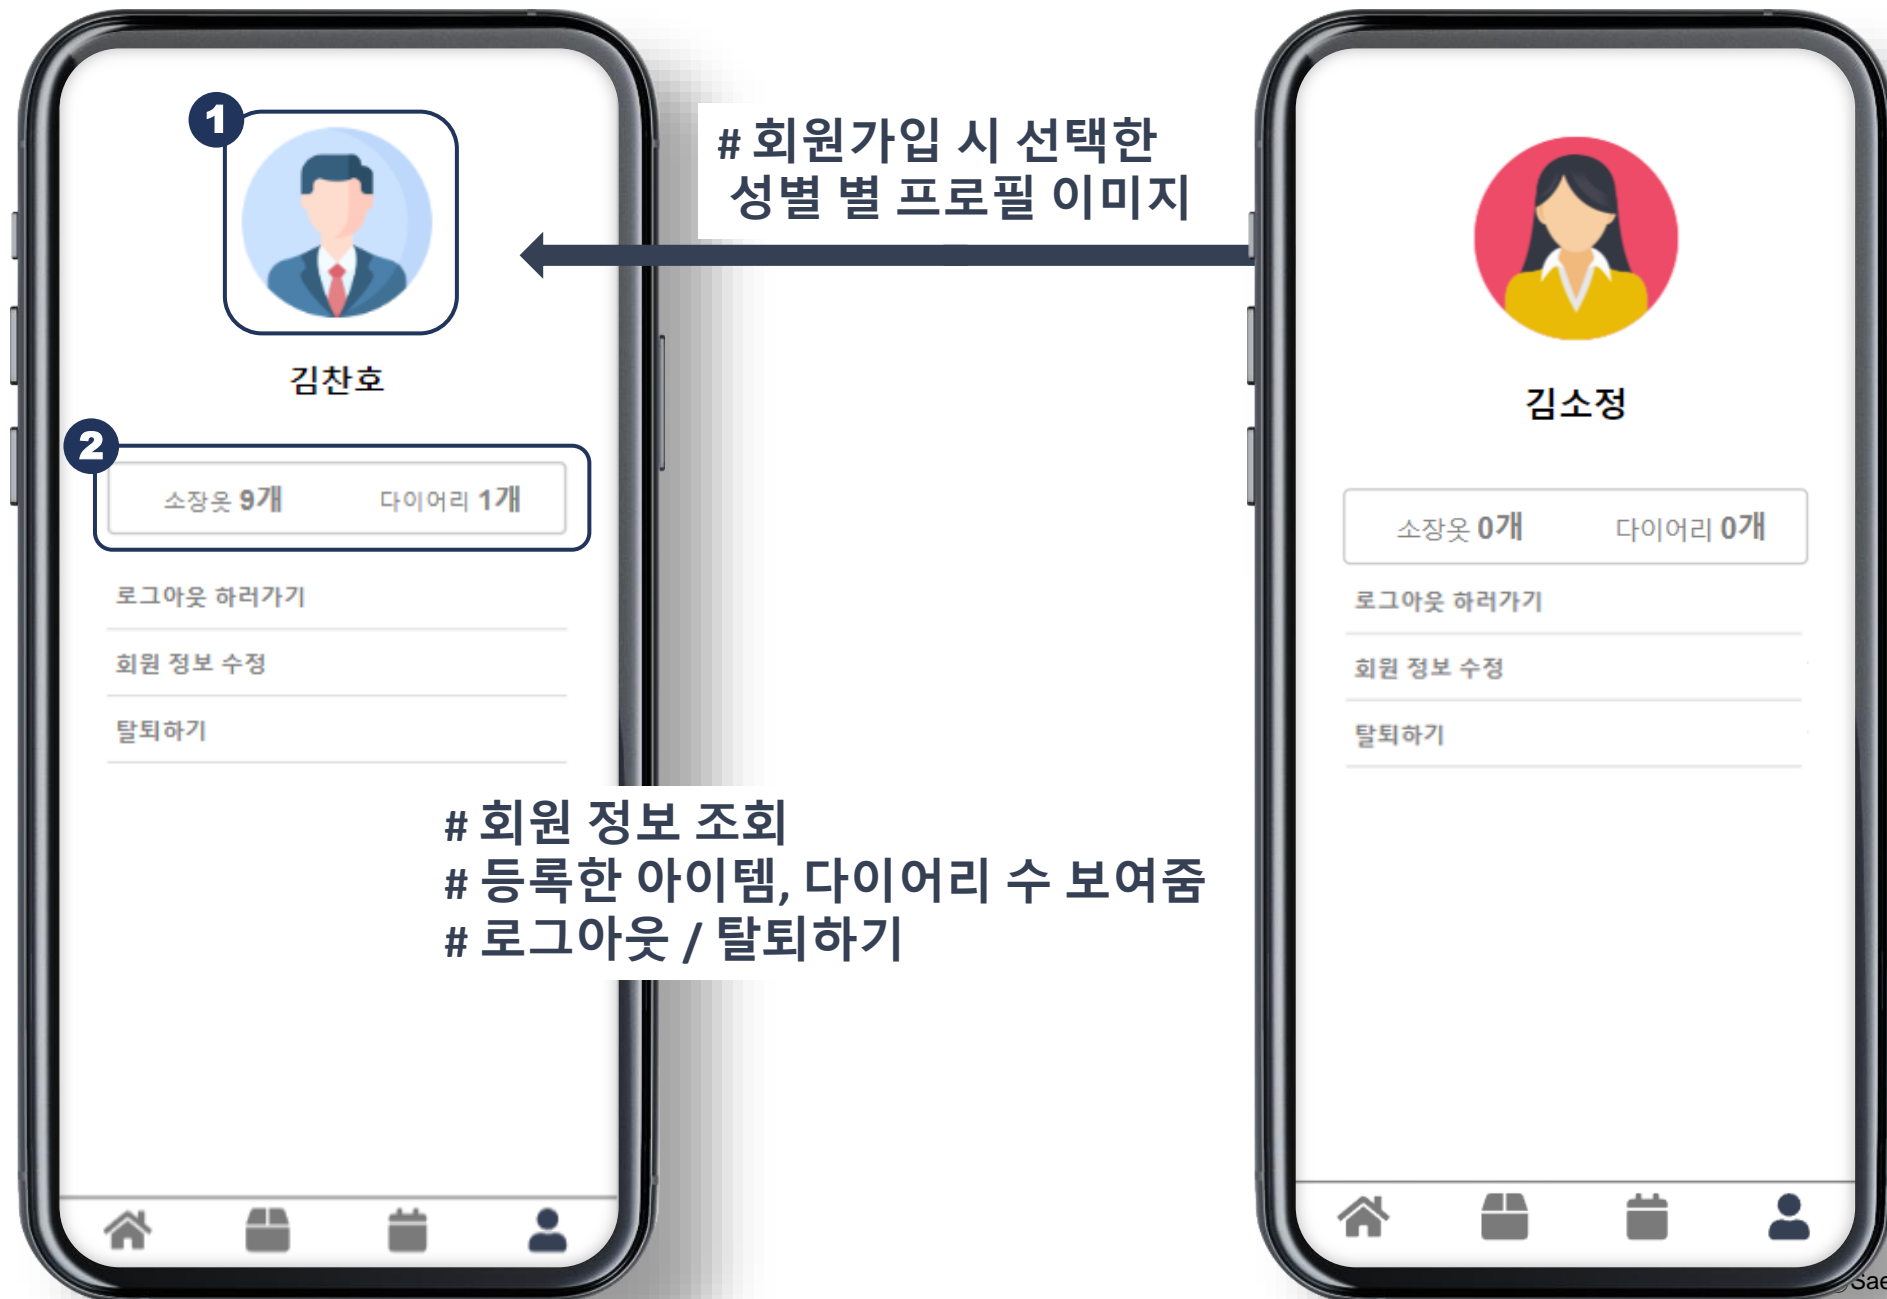 1
# 회원가입 시 선택한
성별 별 프로필 이미지
김찬호
2
소장옷 9개 다이어리 1개
로그아웃 하러가기
회원 정보 수정
탈퇴하기
# 회원 정보 조회
# 등록한 아이템, 다이어리 수 보여줌
# 로그아웃 / 탈퇴하기
김소정
소장옷 0개 다이어리 0개
로그아웃 하러가기
회원 정보 수정
탈퇴하기